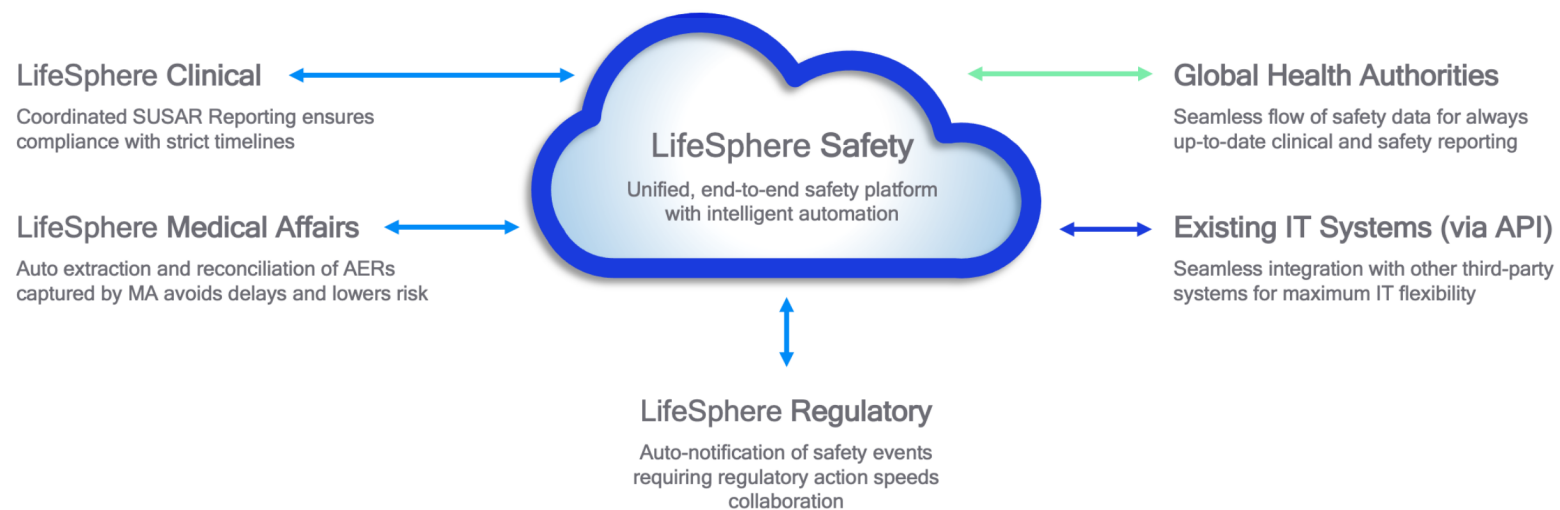 LifeSphere Clinical
Coordinated SUSAR Reporting ensures
compliance with strict timelines
LifeSphere Medical Affairs
Auto extraction and reconciliation of AERs
captured by MA avoids delays and lowers risk
LifeSphere Safety
Unified, end-to-end safety platform
with intelligent automation
Global Health Authorities
Seamless flow of safety data for always
up-to-date clinical and safety reporting
Existing IT Systems (via API)
Seamless integration with other third-party
systems for maximum IT flexibility
LifeSphere Regulatory
Auto-notification of safety events
requiring regulatory action speeds
collaboration